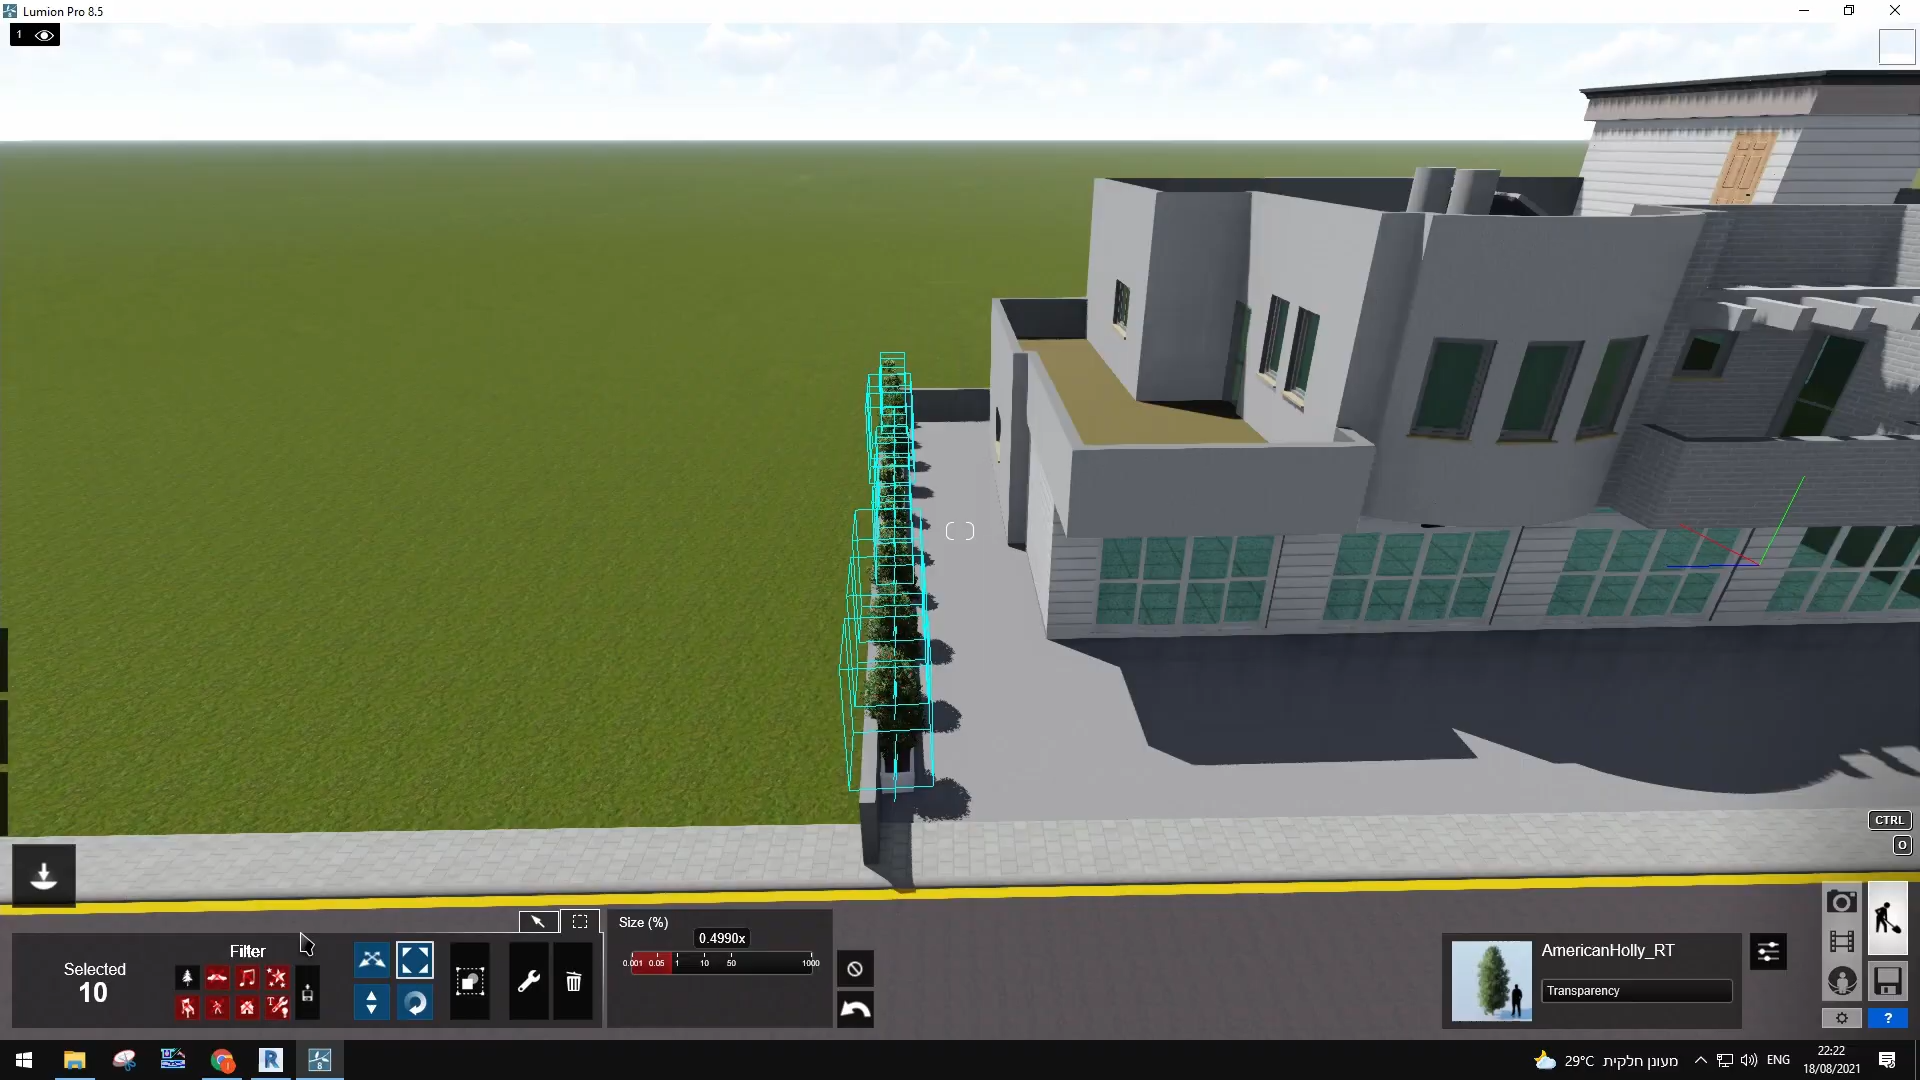 Lumion Pro 8.5
1
CTRL
O
Size (%)
0.4990x
0.001 0.05 1 10 50 1000
Filter
Selected
10
AmericanHolly_RT
Transparency
?
29°C מעונן חלקית
ENG
22:22
18/08/2021